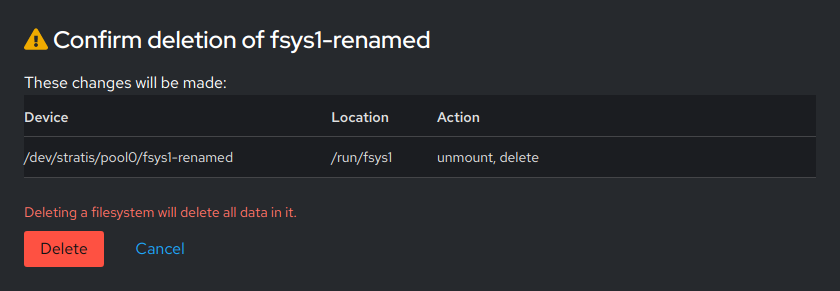 Confirm deletion of fsys1-renamed
These changes will be made:
Device Location Action
/dev/stratis/pool0/fsys1-renamed /run/fsys1 unmount, delete
Deleting a filesystem will delete all data in it.
Delete Cancel